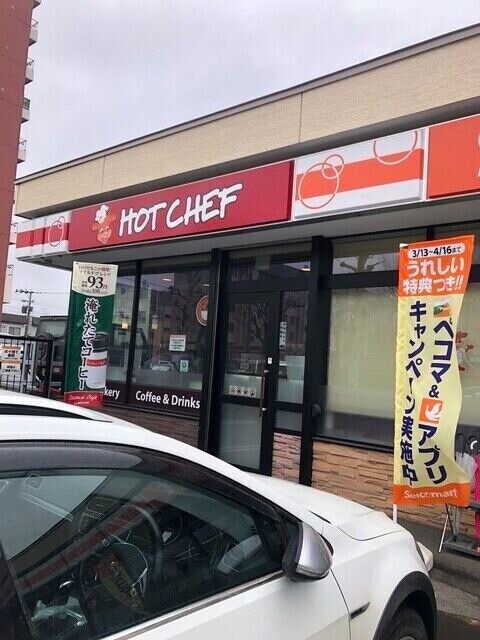 HOT CHEF
93
淹れたてコーヒー
Secoma Café
Coffee & Drinks
3/13~4/16まで
うれしい
特典つき!!
ペコマ&アプリ
キャンペーン実施中
Seicomart